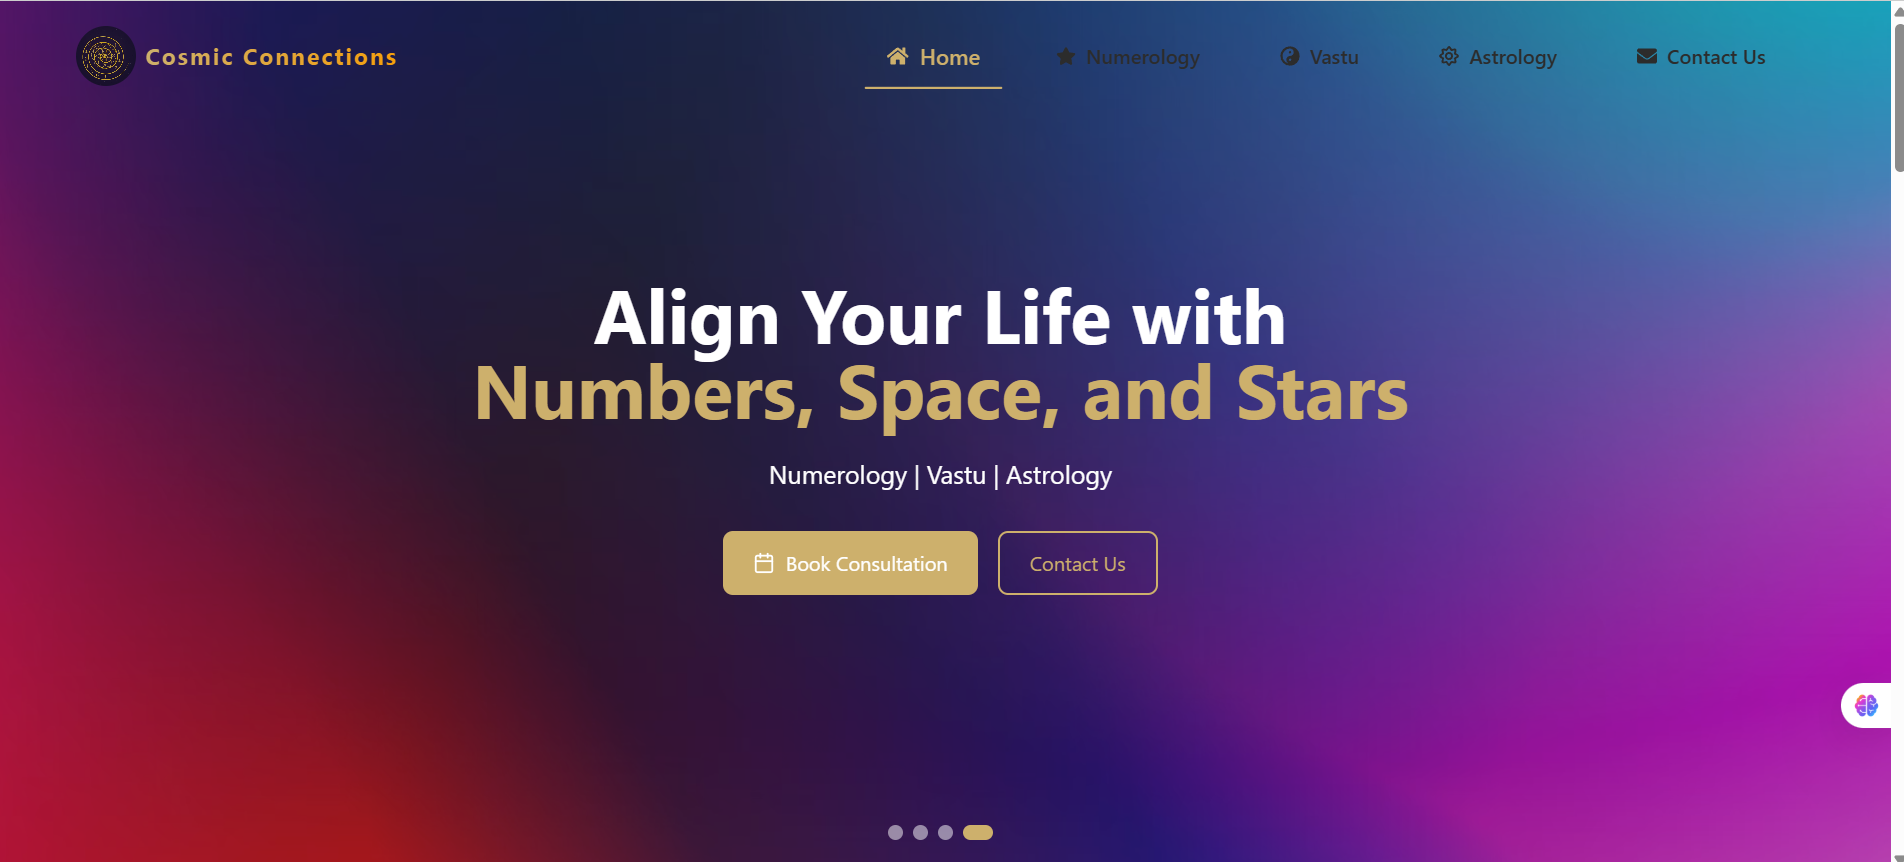 Cosmic Connections
Home
Numerology
Vastu
Astrology
Contact Us
Align Your Life with
Numbers, Space, and Stars
Numerology | Vastu | Astrology
Book Consultation
Contact Us